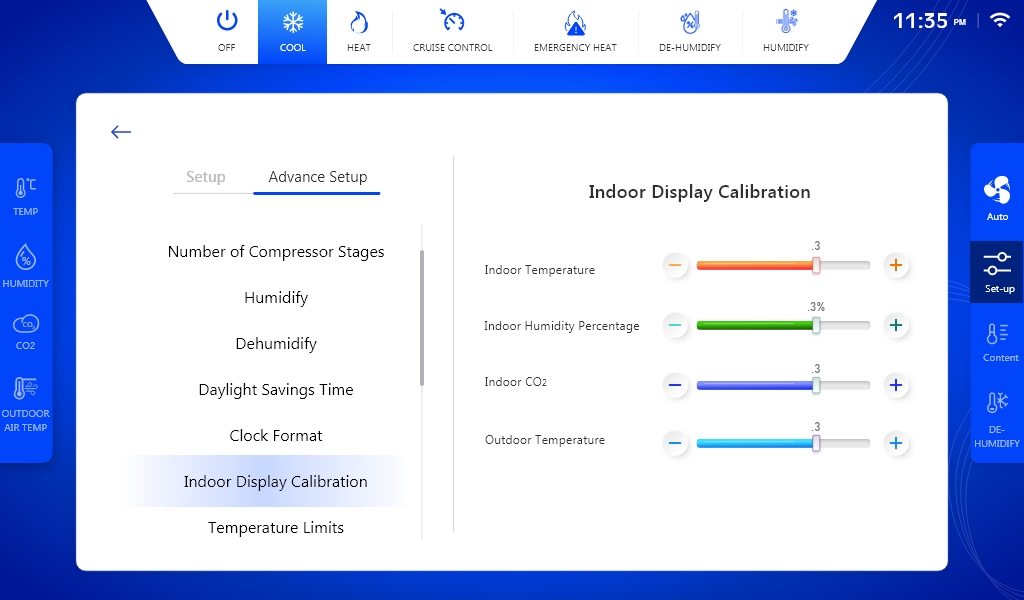 OFF
COOL
HEAT
CRUISE CONTROL
EMERGENCY HEAT
DE-HUMIDIFY
HUMIDIFY
11:35 PM
°C
TEMP
%
HUMIDITY
CO2
CO2
OUTDOOR
AIR TEMP
Setup
Advance Setup
Number of Compressor Stages
Humidify
Dehumidify
Daylight Savings Time
Clock Format
Indoor Display Calibration
Temperature Limits
Indoor Display Calibration
.3
Indoor Temperature
− +
.3%
Indoor Humidity Percentage
− +
.3
Indoor CO2
− +
.3
Outdoor Temperature
− +
Auto
Set-up
Content
DE-
HUMIDIFY